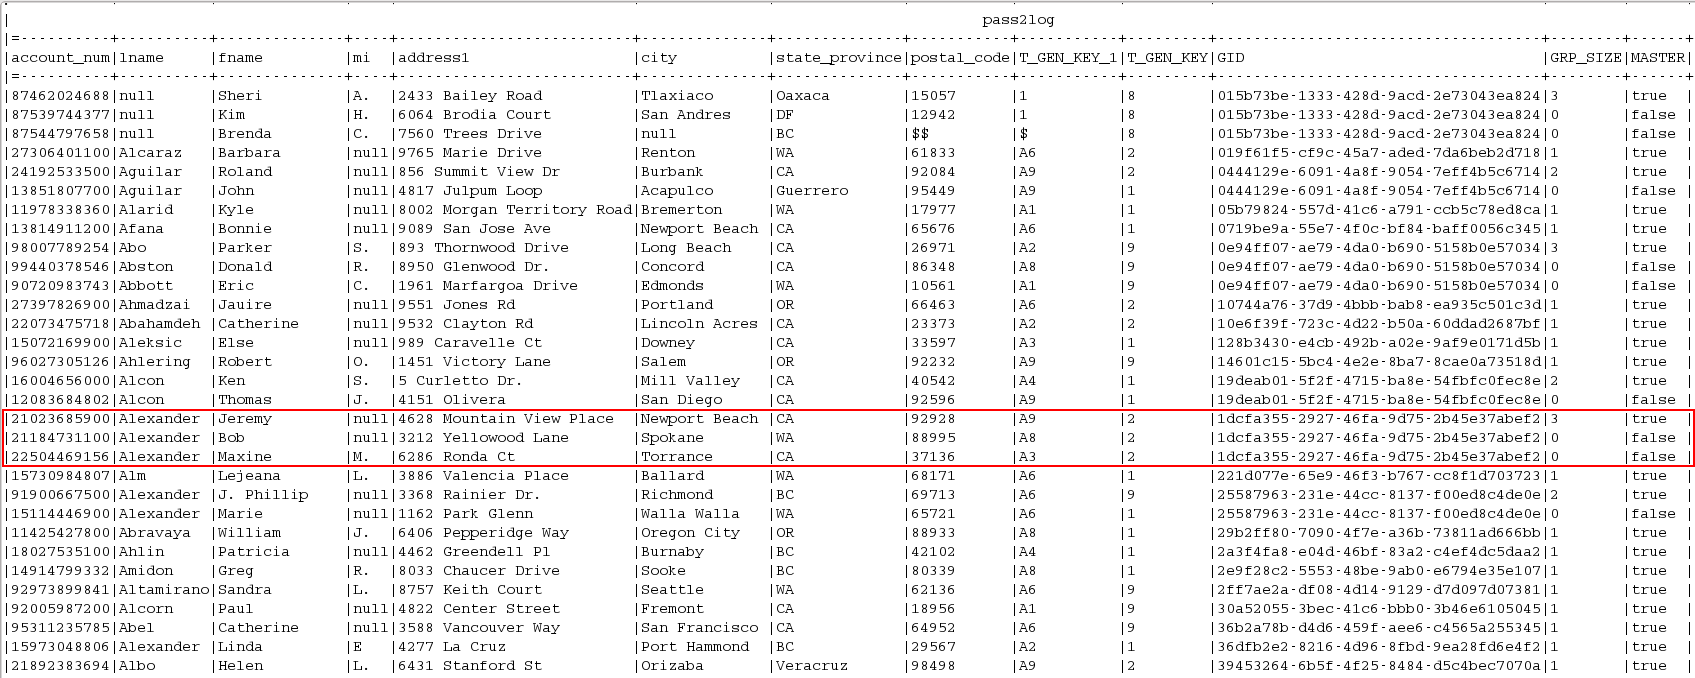 pass2log
|=----------+----------+--------------+----+--------------------------+--------------+--------------+-----------+-----------+---------+------------------------------------+--------+------+
|account_num|lname |fname |mi |address1 |city |state_province|postal_code|T_GEN_KEY_1|T_GEN_KEY|GID |GRP_SIZE|MASTER|
|=----------+----------+--------------+----+--------------------------+--------------+--------------+-----------+-----------+---------+------------------------------------+--------+------+
|87462024688|null |Sheri |A. |2433 Bailey Road |Tlaxiaco |Oaxaca |15057 |1 |8 |015b73be-1333-428d-9acd-2e73043ea824|3 |true |
|87539744377|null |Kim |H. |6064 Brodia Court |San Andres |DF |12942 |1 |8 |015b73be-1333-428d-9acd-2e73043ea824|0 |false |
|87544797658|null |Brenda |C. |7560 Trees Drive |null |BC |$$ |$ |8 |015b73be-1333-428d-9acd-2e73043ea824|0 |false |
|27306401100|Alcaraz |Barbara |null|9765 Marie Drive |Renton |WA |61833 |A6 |2 |019f61f5-cf9c-45a7-aded-7da6beb2d718|1 |true |
|24192533500|Aguilar |Roland |null|856 Summit View Dr |Burbank |CA |92084 |A9 |2 |0444129e-6091-4a8f-9054-7eff4b5c6714|2 |true |
|13851807700|Aguilar |John |null|4817 Julpum Loop |Acapulco |Guerrero |95449 |A9 |1 |0444129e-6091-4a8f-9054-7eff4b5c6714|0 |false |
|11978338360|Alarid |Kyle |null|8002 Morgan Territory Road|Bremerton |WA |17977 |A1 |1 |05b79824-557d-41c6-a791-ccb5c78ed8ca|1 |true |
|13814911200|Afana |Bonnie |null|9089 San Jose Ave |Newport Beach |CA |65676 |A6 |1 |0719be9a-55e7-4f0c-bf84-baff0056c345|1 |true |
|98007789254|Abo |Parker |S. |893 Thornwood Drive |Long Beach |CA |26971 |A2 |9 |0e94ff07-ae79-4da0-b690-5158b0e57034|3 |true |
|99440378546|Abston |Donald |R. |8950 Glenwood Dr. |Concord |CA |86348 |A8 |9 |0e94ff07-ae79-4da0-b690-5158b0e57034|0 |false |
|90720983743|Abbott |Eric |C. |1961 Marfargoa Drive |Edmonds |WA |10561 |A1 |9 |0e94ff07-ae79-4da0-b690-5158b0e57034|0 |false |
|27397826900|Ahmadzai |Jauire |null|9551 Jones Rd |Portland |OR |66463 |A6 |2 |10744a76-37d9-4bbb-bab8-ea935c501c3d|1 |true |
|22073475718|Abahamdeh |Catherine |null|9532 Clayton Rd |Lincoln Acres |CA |23373 |A2 |2 |10e6f39f-723c-4d22-b50a-60ddad2687bf|1 |true |
|15072169900|Aleksic |Else |null|989 Caravelle Ct |Downey |CA |33597 |A3 |1 |128b3430-e4cb-492b-a02e-9af9e0171d5b|1 |true |
|96027305126|Ahlering |Robert |O. |1451 Victory Lane |Salem |OR |92232 |A9 |9 |14601c15-5bc4-4e2e-8ba7-8cae0a73518d|1 |true |
|16004656000|Alcon |Ken |S. |5 Curletto Dr. |Mill Valley |CA |40542 |A4 |1 |19deab01-5f2f-4715-ba8e-54fbfc0fec8e|2 |true |
|12083684802|Alcon |Thomas |J. |4151 Olivera |San Diego |CA |92596 |A9 |1 |19deab01-5f2f-4715-ba8e-54fbfc0fec8e|0 |false |
|21023685900|Alexander |Jeremy |null|4628 Mountain View Place |Newport Beach |CA |92928 |A9 |2 |1dcfa355-2927-46fa-9d75-2b45e37abef2|3 |true |
|21184731100|Alexander |Bob |null|3212 Yellowood Lane |Spokane |WA |88995 |A8 |2 |1dcfa355-2927-46fa-9d75-2b45e37abef2|0 |false |
|22504469156|Alexander |Maxine |M. |6286 Ronda Ct |Torrance |CA |37136 |A3 |2 |1dcfa355-2927-46fa-9d75-2b45e37abef2|0 |false |
|15730984807|Alm |Lejeana |L. |3886 Valencia Place |Ballard |WA |68171 |A6 |1 |221d077e-65e9-46f3-b767-cc8f1d703723|1 |true |
|91900667500|Alexander |J. Phillip |null|3368 Rainier Dr. |Richmond |BC |69713 |A6 |9 |25587963-231e-44cc-8137-f00ed8c4de0e|2 |true |
|15114446900|Alexander |Marie |null|1162 Park Glenn |Walla Walla |WA |65721 |A6 |1 |25587963-231e-44cc-8137-f00ed8c4de0e|0 |false |
|11425427800|Abravaya |William |J. |6406 Pepperidge Way |Oregon City |OR |88933 |A8 |1 |29b2ff80-7090-4f7e-a36b-73811ad666bb|1 |true |
|18027535100|Ahlin |Patricia |null|4462 Greendell Pl |Burnaby |BC |42102 |A4 |1 |2a3f4fa8-e04d-46bf-83a2-c4ef4dc5daa2|1 |true |
|14914799332|Amidon |Greg |R. |8033 Chaucer Drive |Sooke |BC |80339 |A8 |1 |2e9f28c2-5553-48be-9ab0-e6794e35e107|1 |true |
|92973899841|Altamirano|Sandra |L. |8757 Keith Court |Seattle |WA |62136 |A6 |9 |2ff7ae2a-df08-4d14-9129-d7d097d07381|1 |true |
|92005987200|Alcorn |Paul |null|4822 Center Street |Fremont |CA |18956 |A1 |9 |30a52055-3bec-41c6-bbb0-3b46e6105045|1 |true |
|95311235785|Abel |Catherine |null|3588 Vancouver Way |San Francisco |CA |64952 |A6 |9 |36b2a78b-d4d6-459f-aee6-c4565a255345|1 |true |
|15973048806|Alexander |Linda |E |4277 La Cruz |Port Hammond |BC |29567 |A2 |1 |36dfb2e2-8216-4d96-8fbd-9ea28fd6e4f2|1 |true |
|21892383694|Albo |Helen |L. |6431 Stanford St |Orizaba |Veracruz |98498 |A9 |2 |39453264-6b5f-4f25-8484-d5c4bec7070a|1 |true |